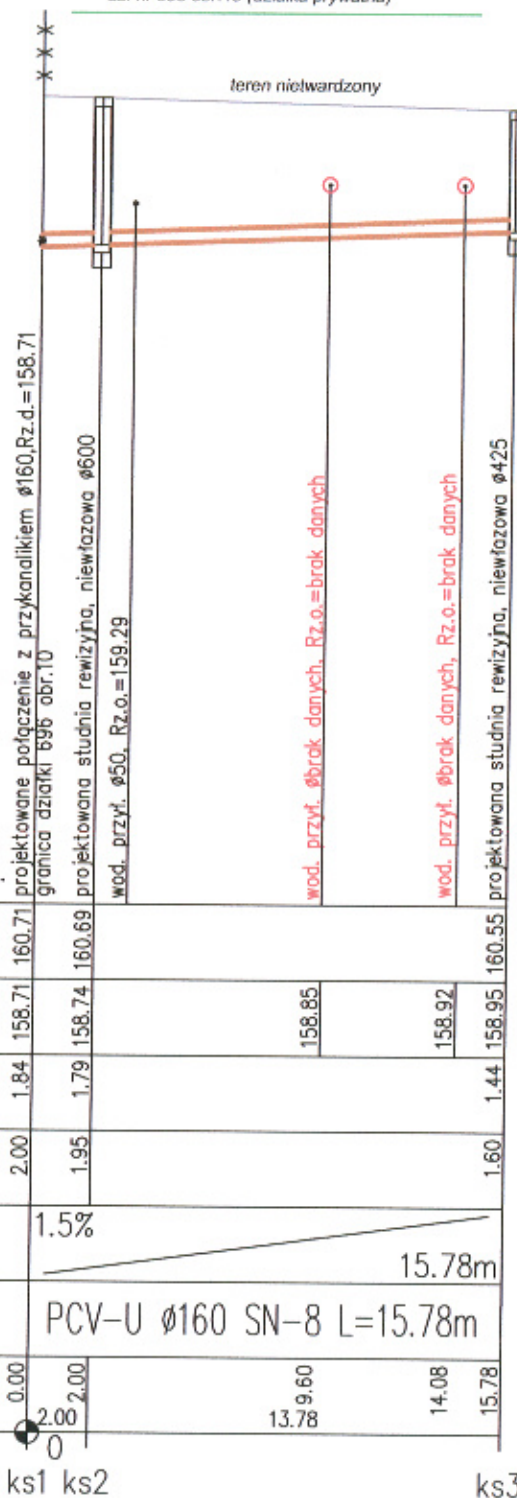 teren nietwardzony
projektowane połączenie z przykanalikiem ø160,Rz.d.=158.71
granica działki 696 obr.10
projektowana studnia rewizyjna, niewłazowa ø600
wod. przył. ø50, Rz.o.=159.29
wod. przył. øbrak danych, Rz.o.=brak danych
wod. przył. øbrak danych, Rz.o.=brak danych
projektowana studnia rewizyjna, niewłazowa ø425
160.71 160.69 160.55
158.71 158.74 158.85 158.92 158.95
1.84 1.79 1.44
2.00 1.95 1.60
1.5%
15.78m
PCV-U ø160 SN-8 L=15.78m
0.00 2.00 9.60 14.08 15.78
2.00 13.78
0
ks1 ks2 ks3